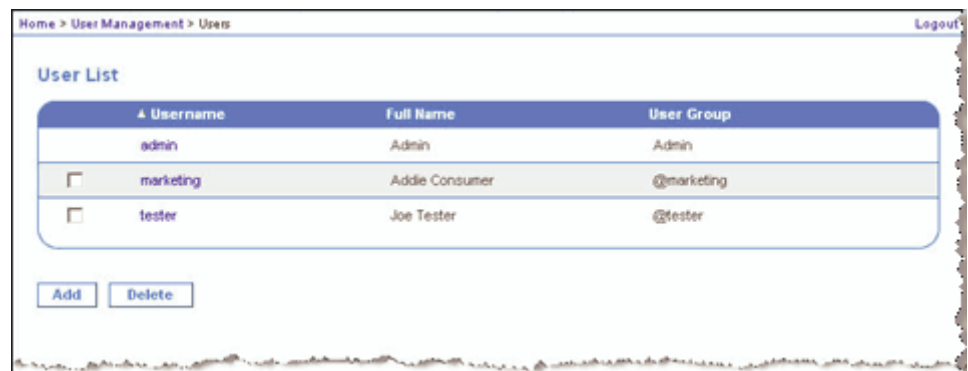 Home > User Management > Users Logout
User List
▲ Username Full Name User Group
admin Admin Admin
marketing Addie Consumer @marketing
tester Joe Tester @tester
Add Delete